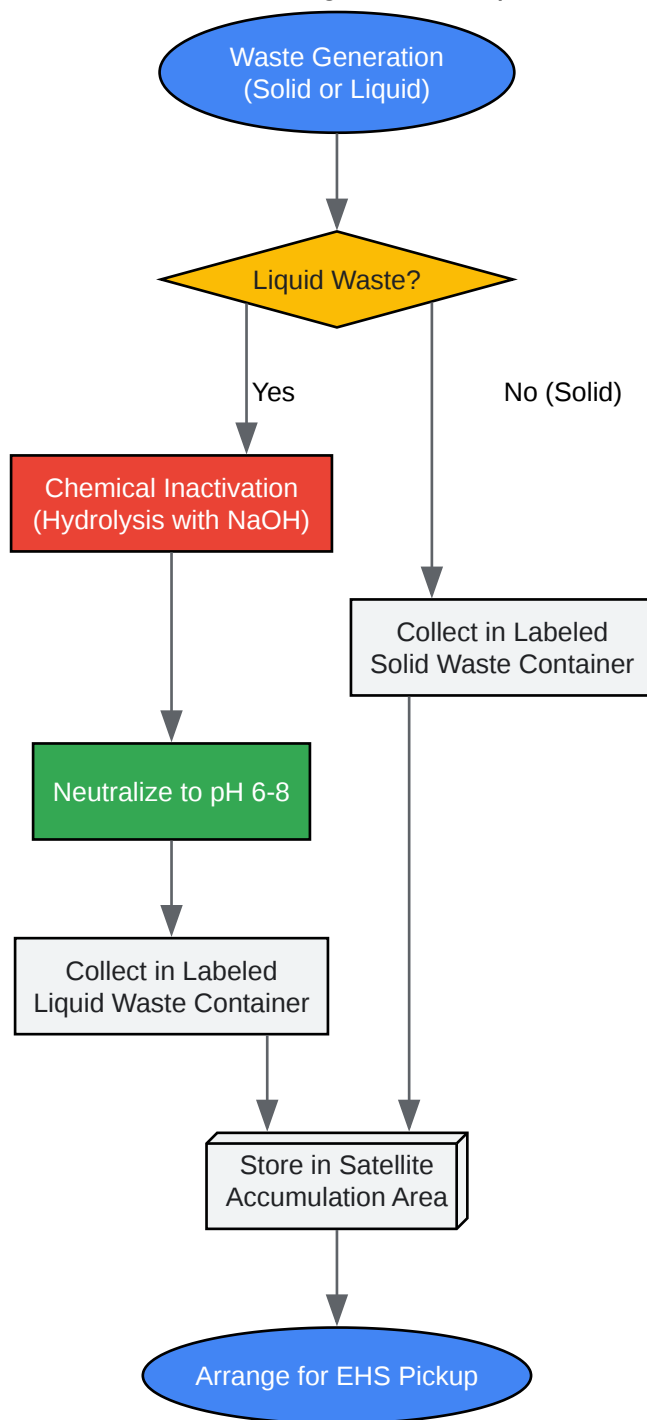 Waste Generation
(Solid or Liquid)
Liquid Waste?
Yes
No (Solid)
Chemical Inactivation
(Hydrolysis with NaOH)
Collect in Labeled
Solid Waste Container
Neutralize to pH 6-8
Collect in Labeled
Liquid Waste Container
Store in Satellite
Accumulation Area
Arrange for EHS Pickup